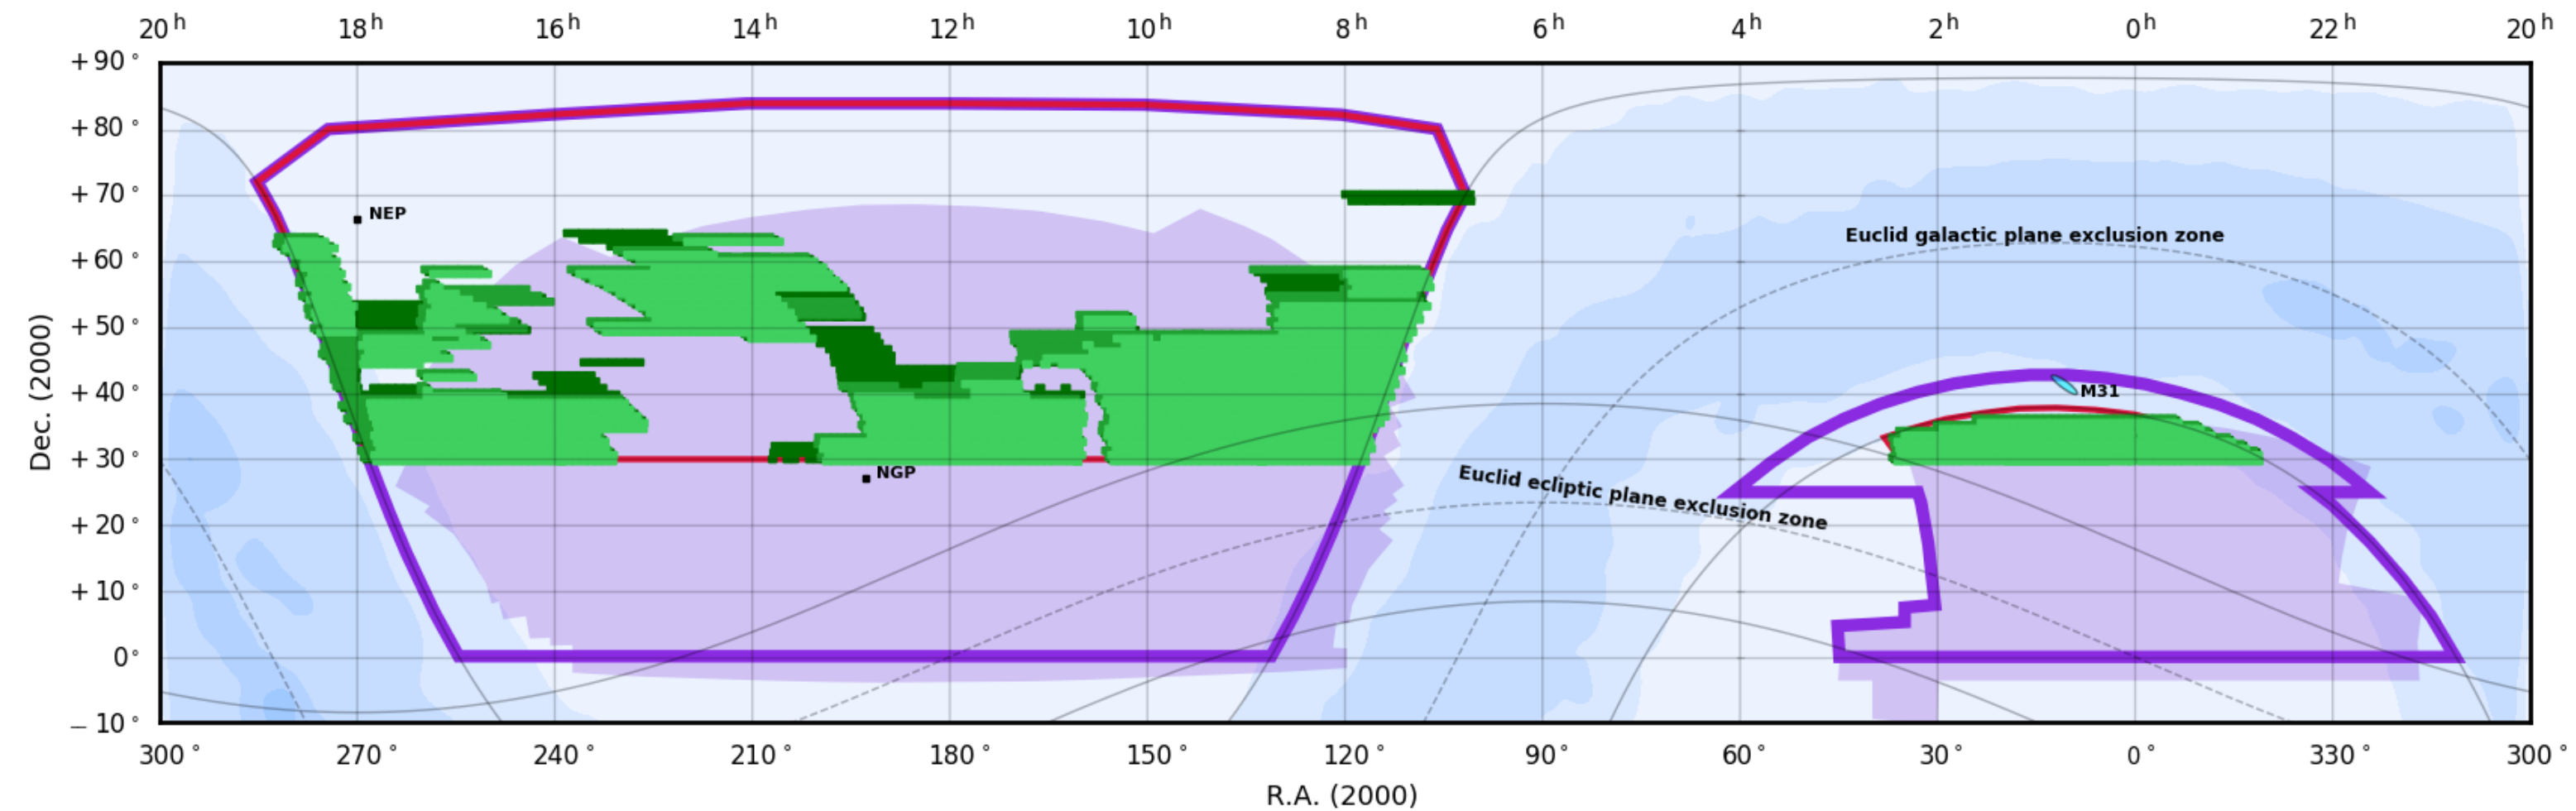 20h 18h 16h 14h 12h 10h 8h 6h 4h 2h 0h 22h 20h
+90°
+80°
+70°
NEP
+60°
Euclid galactic plane exclusion zone
+50°
+40°
M31
+30°
NGP
Euclid ecliptic plane exclusion zone
+20°
+10°
0°
−10°
Dec. (2000)
300° 270° 240° 210° 180° 150° 120° 90° 60° 30° 0° 330° 300°
R.A. (2000)